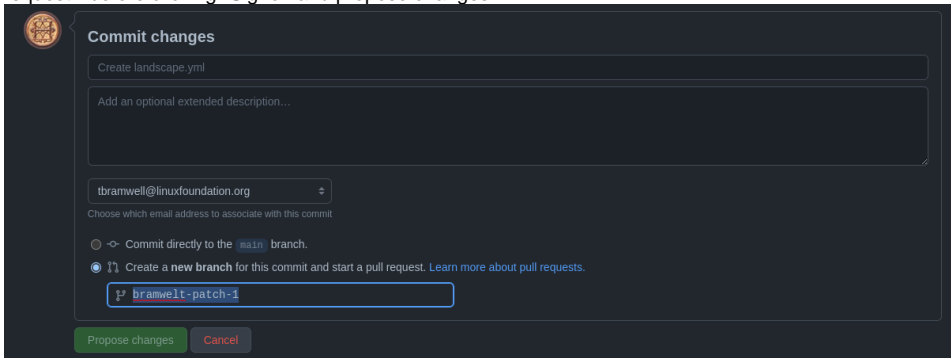 Commit changes
Create landscape.yml
Add an optional extended description…
tbramwell@linuxfoundation.org
Choose which email address to associate with this commit
Commit directly to the main branch.
Create a new branch for this commit and start a pull request. Learn more about pull requests.
bramwelt-patch-1
Propose changes Cancel